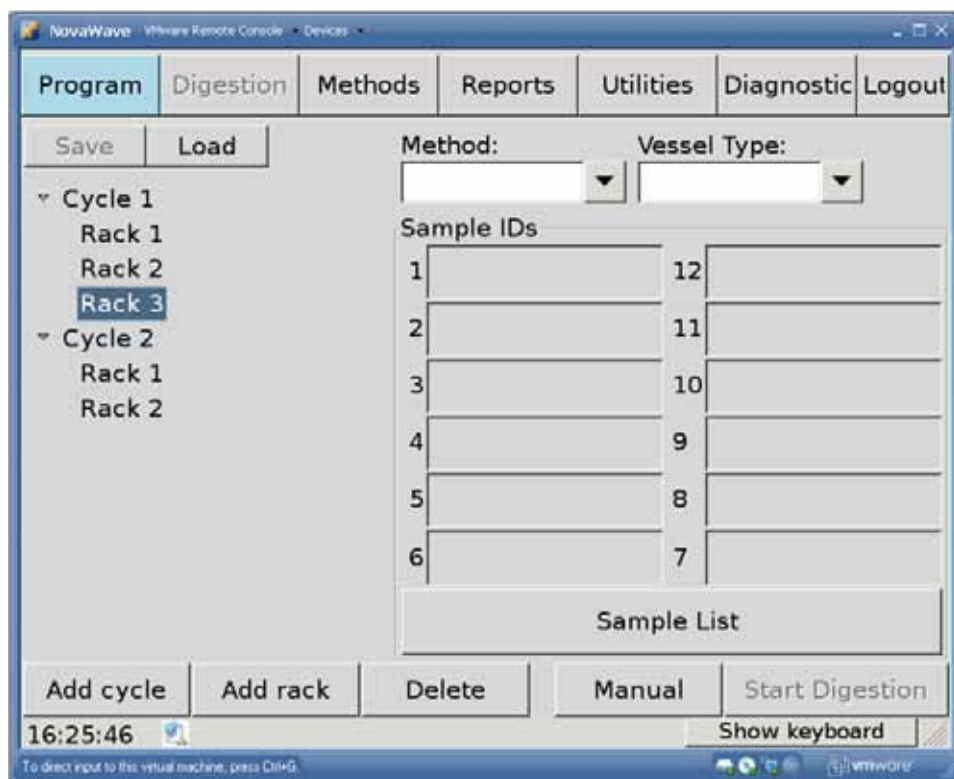 NovaWave VMware Remote Console Devices
Program Digestion Methods Reports Utilities Diagnostic Logout
Save Load
Method: Vessel Type:
Cycle 1
Rack 1
Rack 2
Rack 3
Cycle 2
Rack 1
Rack 2
Sample IDs
1 12
2 11
3 10
4 9
5 8
6 7
Sample List
Add cycle Add rack Delete Manual Start Digestion
16:25:46 Show keyboard
To direct input to this virtual machine, press Ctrl+G. vmware